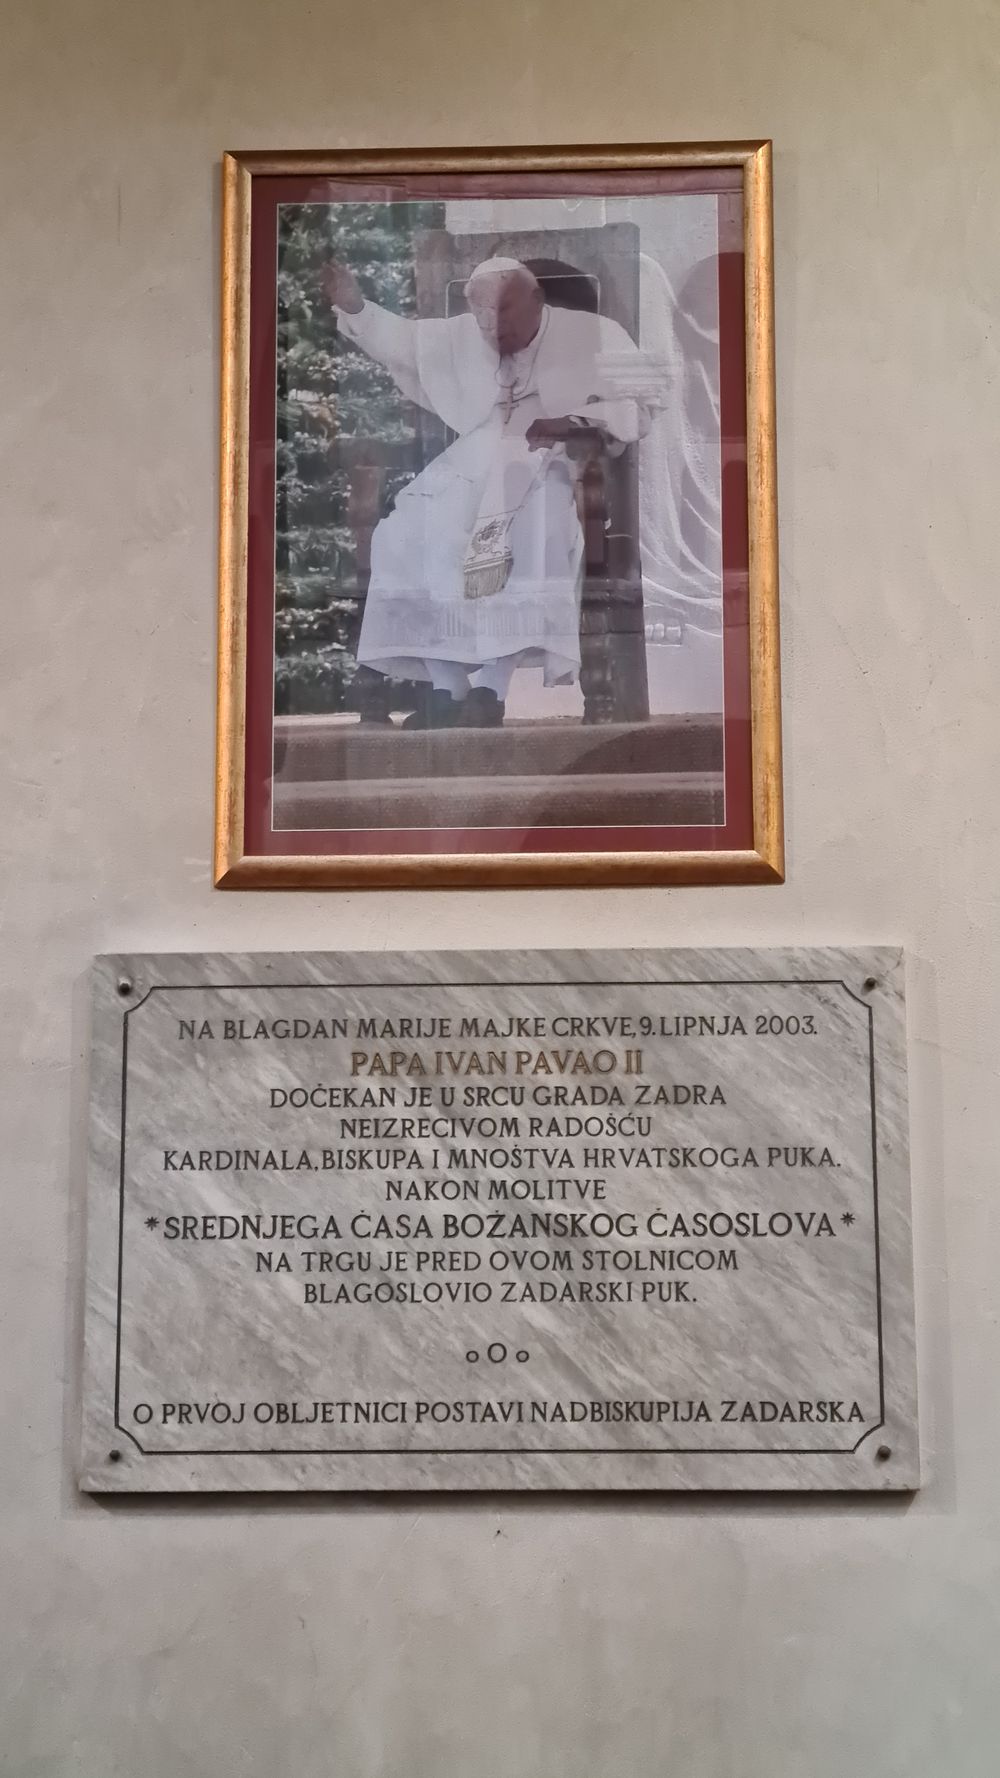 NA BLAGDAN MARIJE MAJKE CRKVE, 9. LIPNJA 2003.
PAPA IVAN PAVAO II
DOČEKAN JE U SRCU GRADA ZADRA
NEIZRECIVOM RADOŠĆU
KARDINALA, BISKUPA I MNOŠTVA HRVATSKOGA PUKA.
NAKON MOLITVE
*SREDNJEGA ČASA BOŽANSKOG ČASOSLOVA*
NA TRGU JE PRED OVOM STOLNICOM
BLAGOSLOVIO ZADARSKI PUK.
o O o
O PRVOJ OBLJETNICI POSTAVI NADBISKUPIJA ZADARSKA